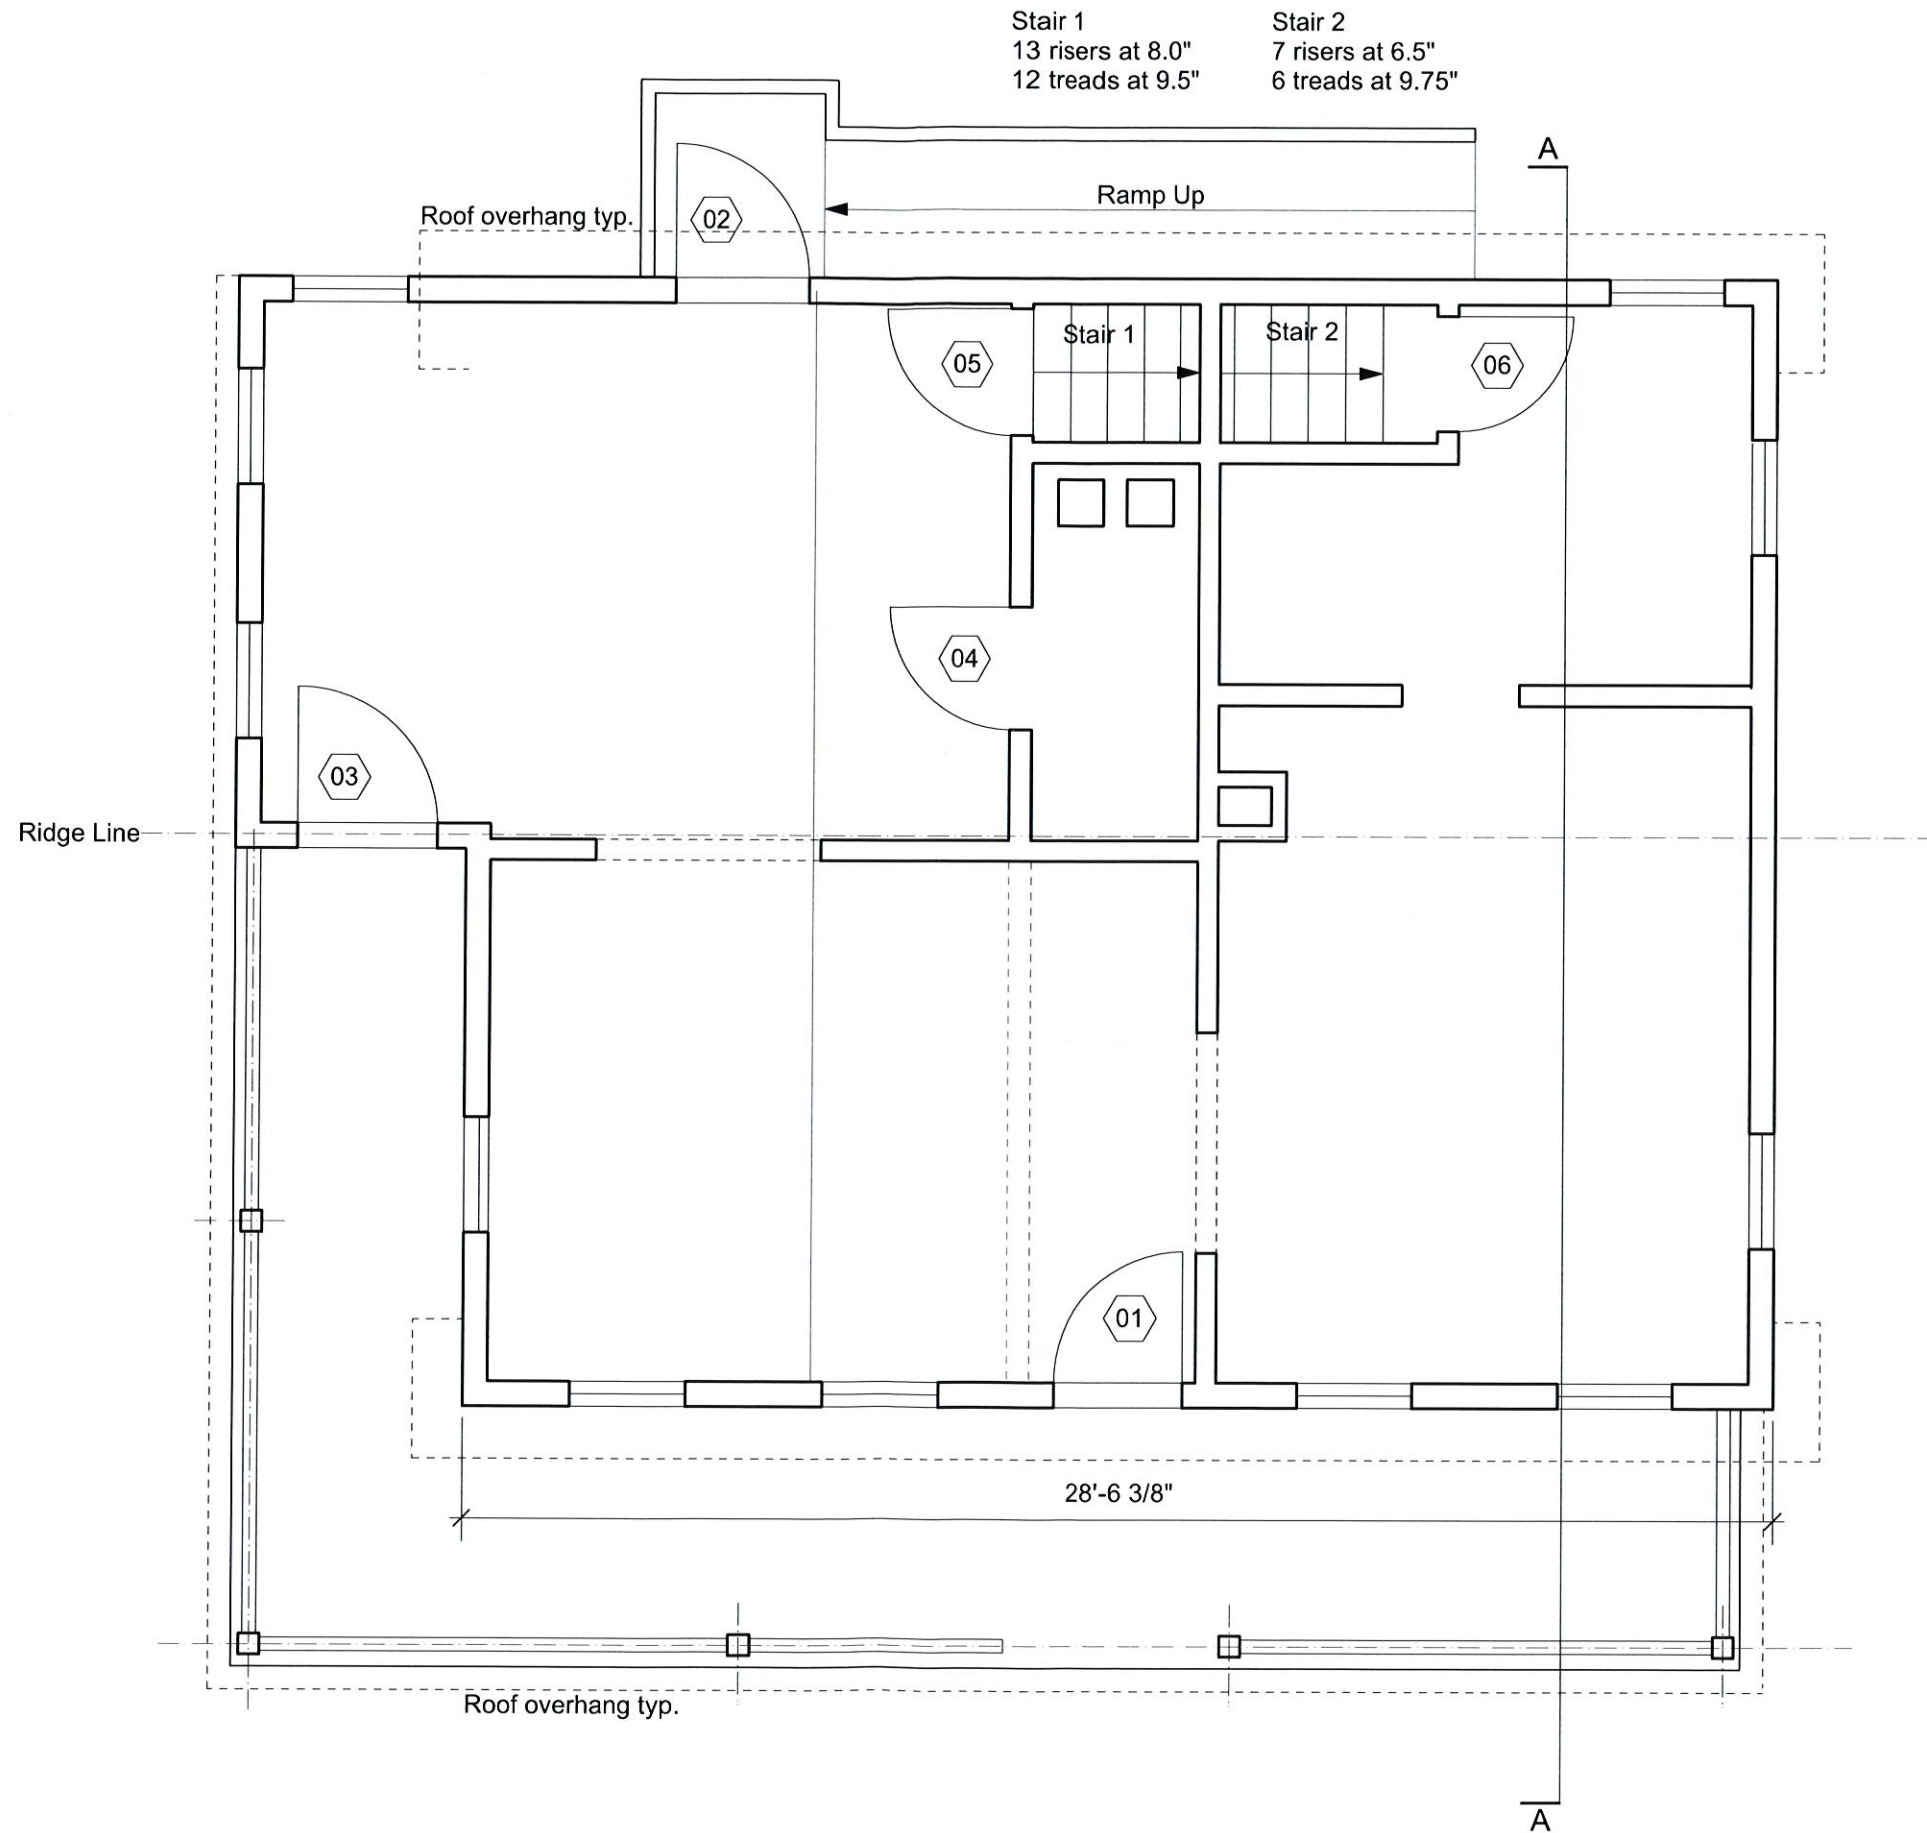 Stair 1
13 risers at 8.0"
12 treads at 9.5"
Stair 2
7 risers at 6.5"
6 treads at 9.75"
A
Ramp Up
Roof overhang typ.
02
Stair 1
Stair 2
05
06
04
03
Ridge Line
01
28'-6 3/8"
Roof overhang typ.
A